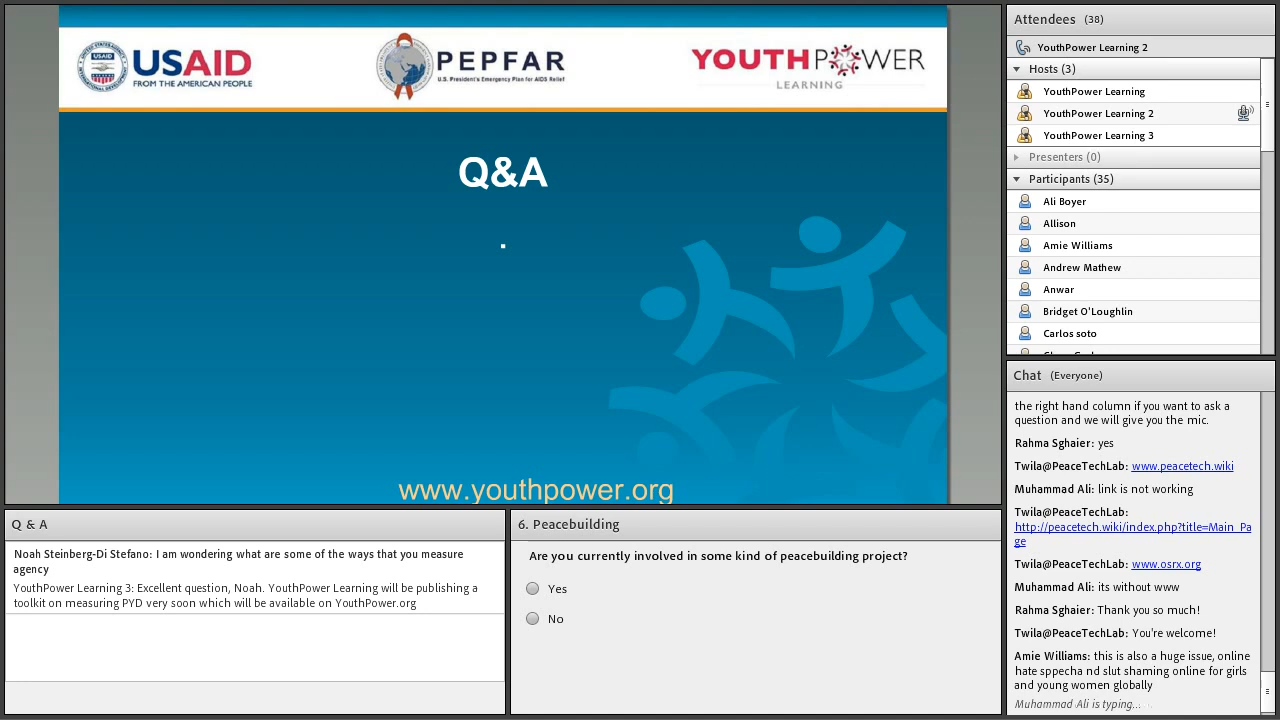 USAID
FROM THE AMERICAN PEOPLE
PEPFAR
U.S. President's Emergency Plan for AIDS Relief
YOUTHPOWER
LEARNING
Q&A
.
www.youthpower.org
Attendees (38)
YouthPower Learning 2
Hosts (3)
YouthPower Learning
YouthPower Learning 2
YouthPower Learning 3
Presenters (0)
Participants (35)
Ali Boyer
Allison
Amie Williams
Andrew Mathew
Anwar
Bridget O'Loughlin
Carlos soto
Chat (Everyone)
the right hand column if you want to ask a
question and we will give you the mic.
Rahma Sghaier: yes
Twila@PeaceTechLab: www.peacetech.wiki
Muhammad Ali: link is not working
Twila@PeaceTechLab:
http://peacetech.wiki/index.php?title=Main_Pa
ge
Twila@PeaceTechLab: www.osrx.org
Muhammad Ali: its without www
Rahma Sghaier: Thank you so much!
Twila@PeaceTechLab: You're welcome!
Amie Williams: this is also a huge issue, online
hate sppecha nd slut shaming online for girls
and young women globally
Muhammad Ali is typing...
Q & A
Noah Steinberg-Di Stefano: I am wondering what are some of the ways that you measure
agency
YouthPower Learning 3: Excellent question, Noah. YouthPower Learning will be publishing a
toolkit on measuring PYD very soon which will be available on YouthPower.org
6. Peacebuilding
Are you currently involved in some kind of peacebuilding project?
Yes
No